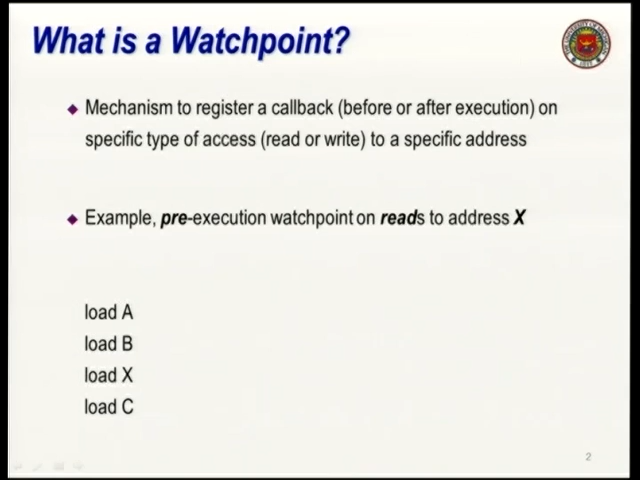 What is a Watchpoint?
Mechanism to register a callback (before or after execution) on
specific type of access (read or write) to a specific address
Example, pre-execution watchpoint on reads to address X
load A
load B
load X
load C
2